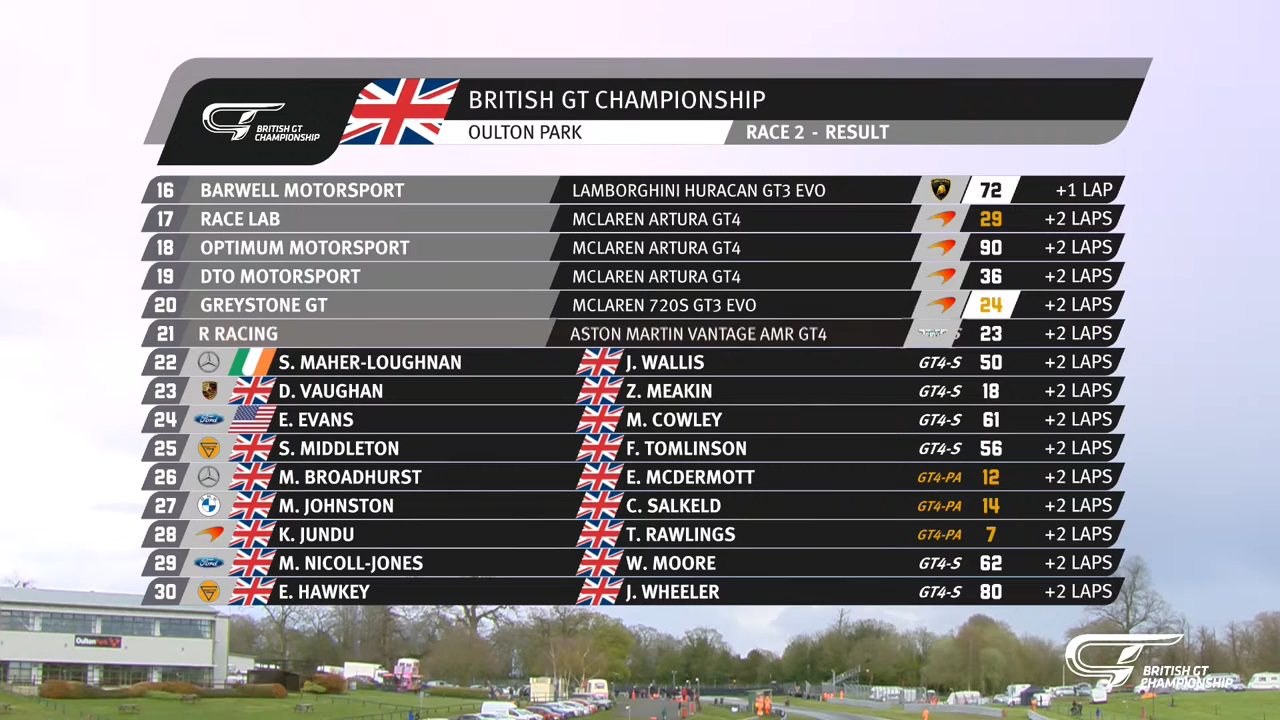 BRITISH GT CHAMPIONSHIP
BRITISH GT
CHAMPIONSHIP
OULTON PARK RACE 2 - RESULT
16 BARWELL MOTORSPORT LAMBORGHINI HURACAN GT3 EVO 72 +1 LAP
17 RACE LAB MCLAREN ARTURA GT4 29 +2 LAPS
18 OPTIMUM MOTORSPORT MCLAREN ARTURA GT4 90 +2 LAPS
19 DTO MOTORSPORT MCLAREN ARTURA GT4 36 +2 LAPS
20 GREYSTONE GT MCLAREN 720S GT3 EVO 24 +2 LAPS
21 R RACING ASTON MARTIN VANTAGE AMR GT4 23 +2 LAPS
22 S. MAHER-LOUGHNAN J. WALLIS GT4-S 50 +2 LAPS
23 D. VAUGHAN Z. MEAKIN GT4-S 18 +2 LAPS
24 Ford E. EVANS M. COWLEY GT4-S 61 +2 LAPS
25 S. MIDDLETON F. TOMLINSON GT4-S 56 +2 LAPS
26 M. BROADHURST E. MCDERMOTT GT4-PA 12 +2 LAPS
27 M. JOHNSTON C. SALKELD GT4-PA 14 +2 LAPS
28 K. JUNDU T. RAWLINGS GT4-PA 7 +2 LAPS
29 Ford M. NICOLL-JONES W. MOORE GT4-S 62 +2 LAPS
30 E. HAWKEY J. WHEELER GT4-S 80 +2 LAPS
OultonPark
BRITISH GT
CHAMPIONSHIP